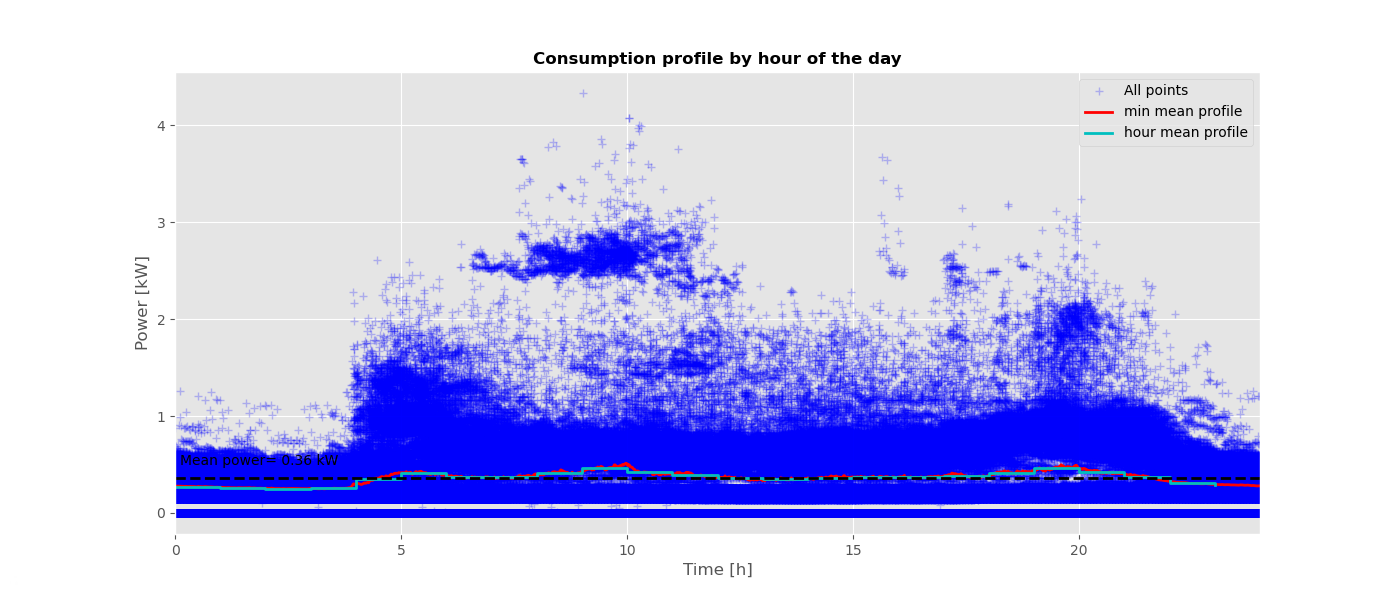 Consumption profile by hour of the day
All points
min mean profile
hour mean profile
Power [kW]
4
3
2
1
0
Mean power= 0.36 kW
0 5 10 15 20
Time [h]